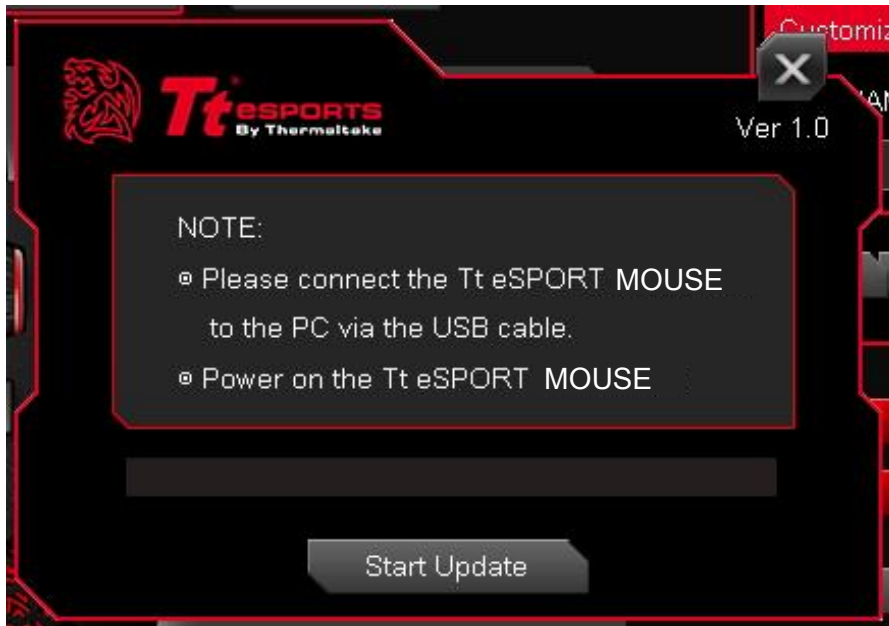 Customiz
X
Tt eSPORTS
By Thermaltake
Ver 1.0
NOTE:
Please connect the Tt eSPORT MOUSE
to the PC via the USB cable.
Power on the Tt eSPORT MOUSE
Start Update